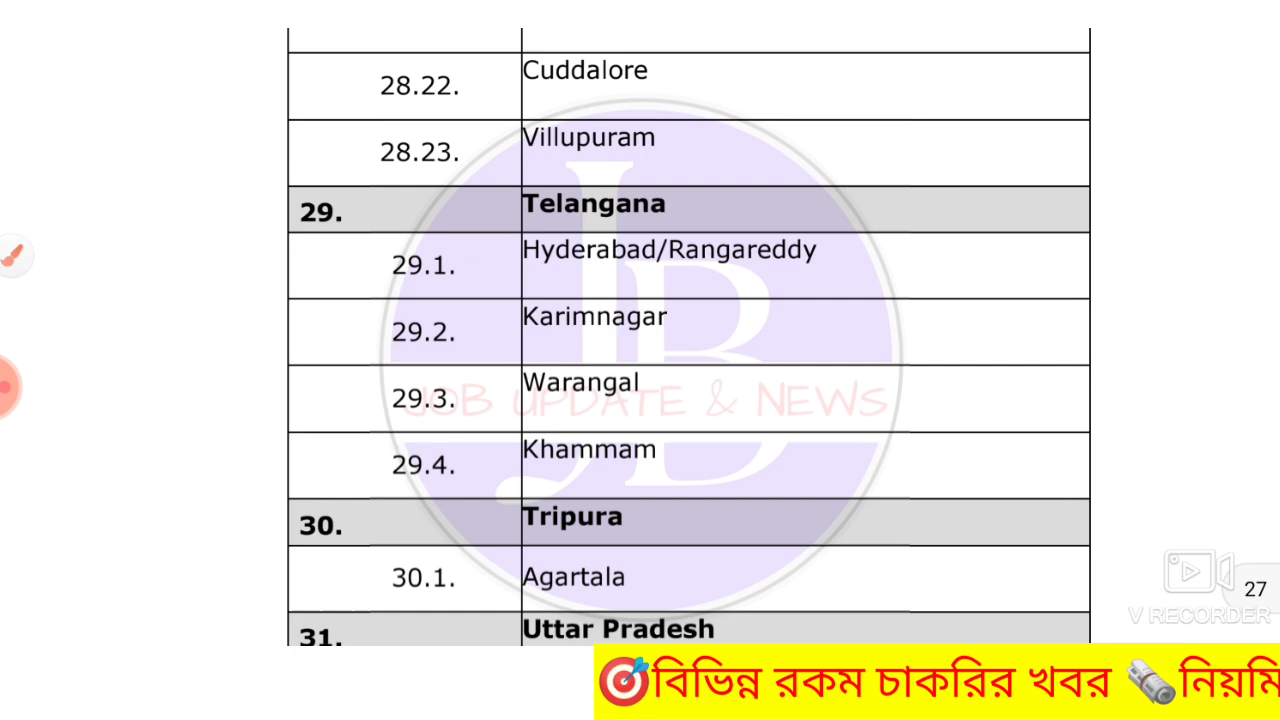 28.22. Cuddalore
28.23. Villupuram
29. Telangana
29.1. Hyderabad/Rangareddy
29.2. Karimnagar
29.3. Warangal
JOB UPDATE & NEWS
29.4. Khammam
30. Tripura
30.1. Agartala
27
V RECORDER
31. Uttar Pradesh
🎯বিভিন্ন রকম চাকরির খবর 🗞️নিয়মি